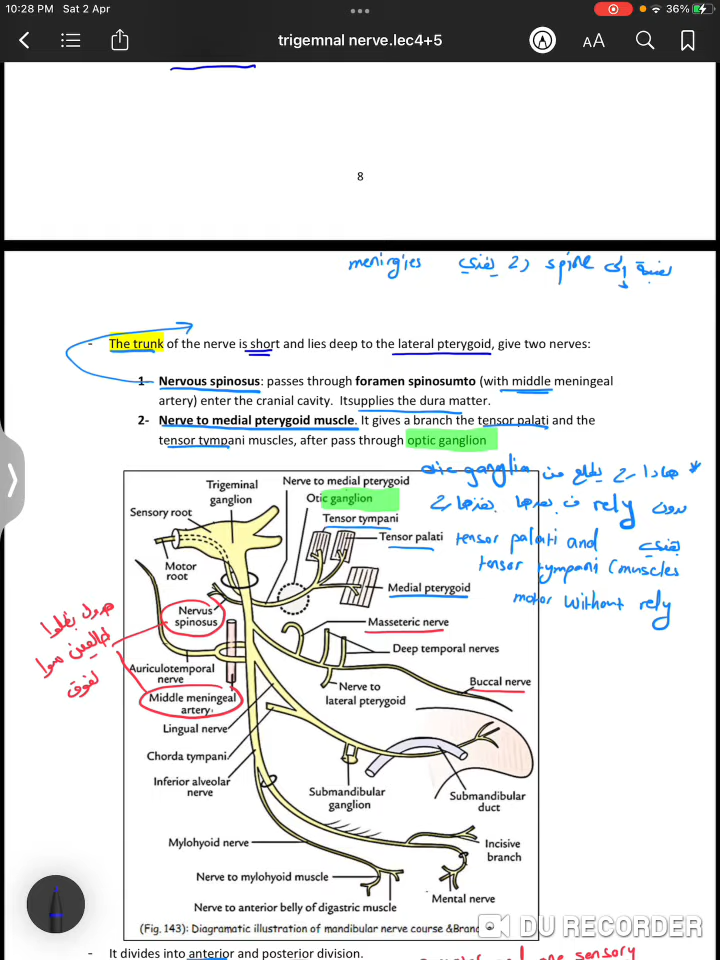 10:28 PM Sat 2 Apr
36%
trigemnal nerve.lec4+5
AA
8
meningies يغذي رح spine
- The trunk of the nerve is short and lies deep to the lateral pterygoid, give two nerves:
1- Nervous spinosus: passes through foramen spinosumto (with middle meningeal
artery) enter the cranial cavity. Itsupplies the dura matter.
2- Nerve to medial pterygoid muscle. It gives a branch the tensor palati and the
tensor tympani muscles, after pass through optic ganglion
* هادا رح يطلع من otic ganglia
بدون rely
يغذي tensor palati and
tensor tympani (muscles
motor without rely
Nerve to medial pterygoid
Trigeminal
ganglion
Otic ganglion
Sensory root
Tensor tympani
Tensor palati
Motor
root
Medial pterygoid
Nervus
spinosus
Masseteric nerve
Deep temporal nerves
Auriculotemporal
nerve
Buccal nerve
Nerve to
lateral pterygoid
Middle meningeal
artery
Lingual nerve
Chorda tympani
Inferior alveolar
nerve
Submandibular
ganglion
Submandibular
duct
Mylohyoid nerve
Incisive
branch
Nerve to mylohyoid muscle
Mental nerve
Nerve to anterior belly of digastric muscle
(Fig. 143): Diagramatic illustration of mandibular nerve course &Branc
DU RECORDER
- It divides into anterior and posterior division.
sensory